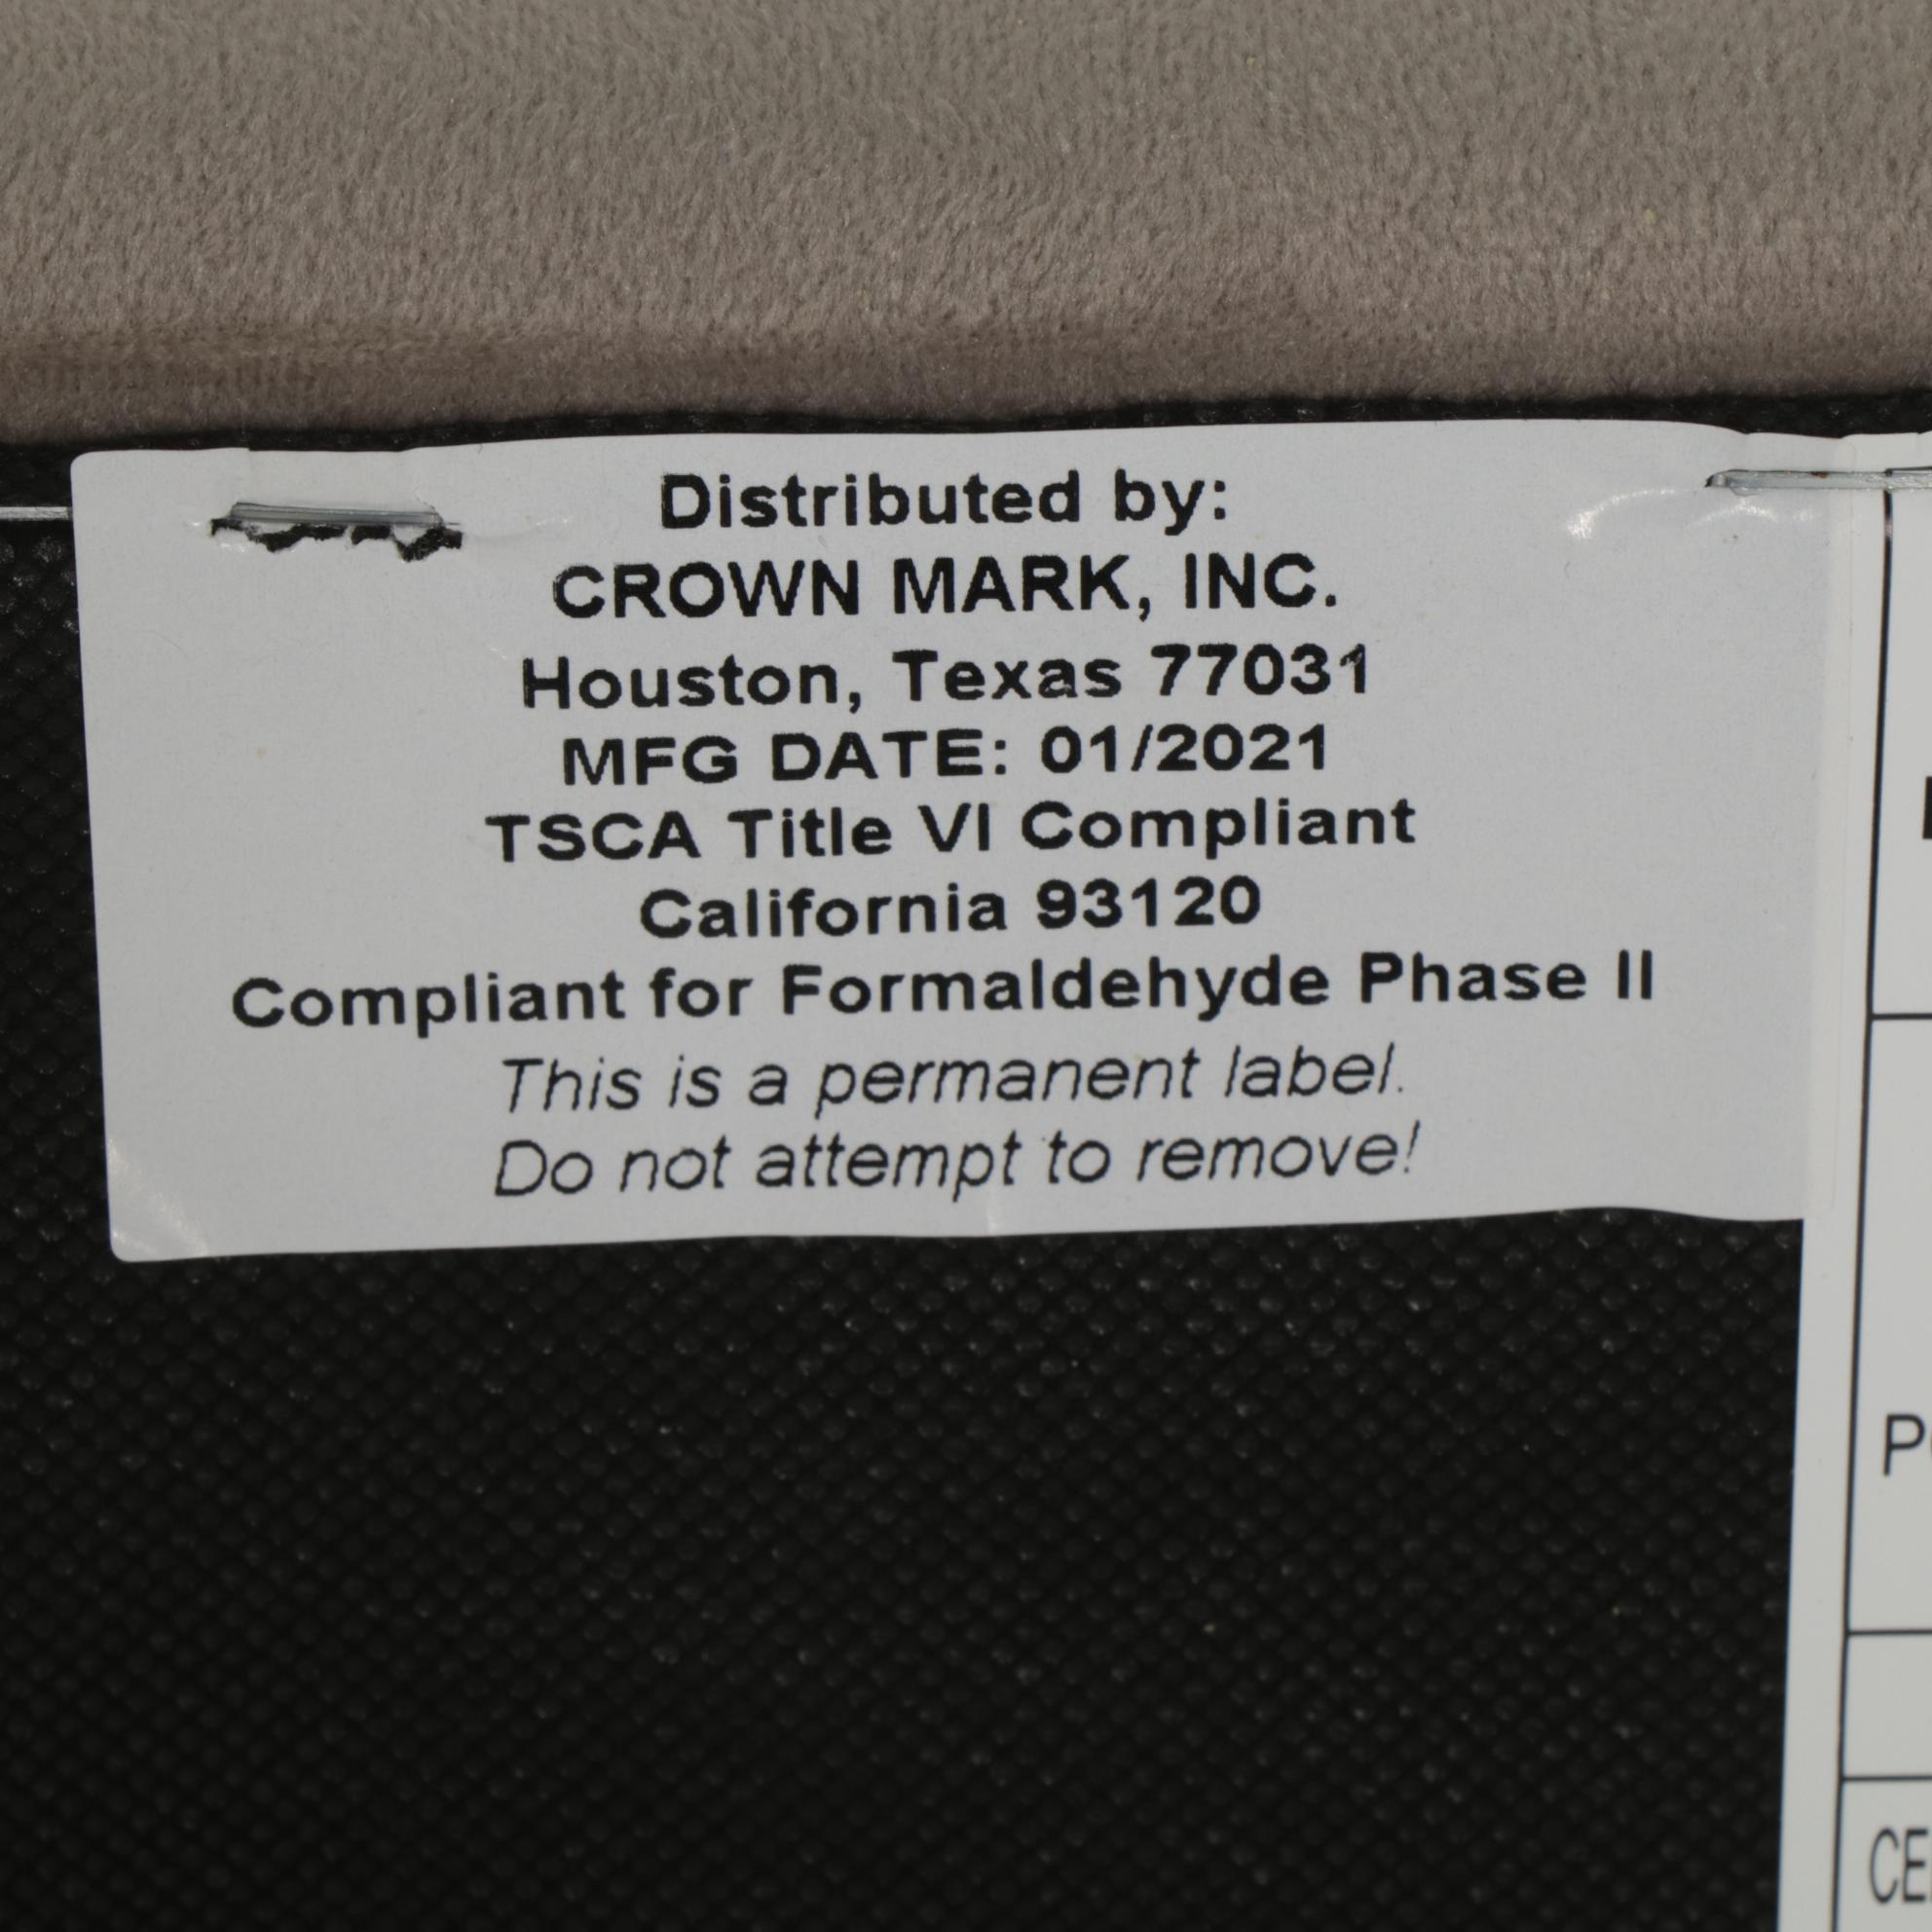 Distributed by:
CROWN MARK, INC.
Houston, Texas 77031
MFG DATE: 01/2021
TSCA Title VI Compliant
California 93120
Compliant for Formaldehyde Phase II
This is a permanent label.
Do not attempt to remove!